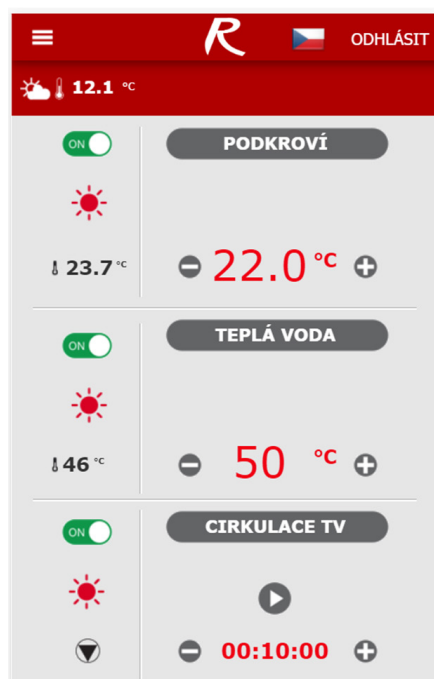 R ODHLÁSIT
12.1 °C
ON PODKROVÍ
23.7 °C 22.0 °C
ON TEPLÁ VODA
46 °C 50 °C
ON CIRKULACE TV
00:10:00